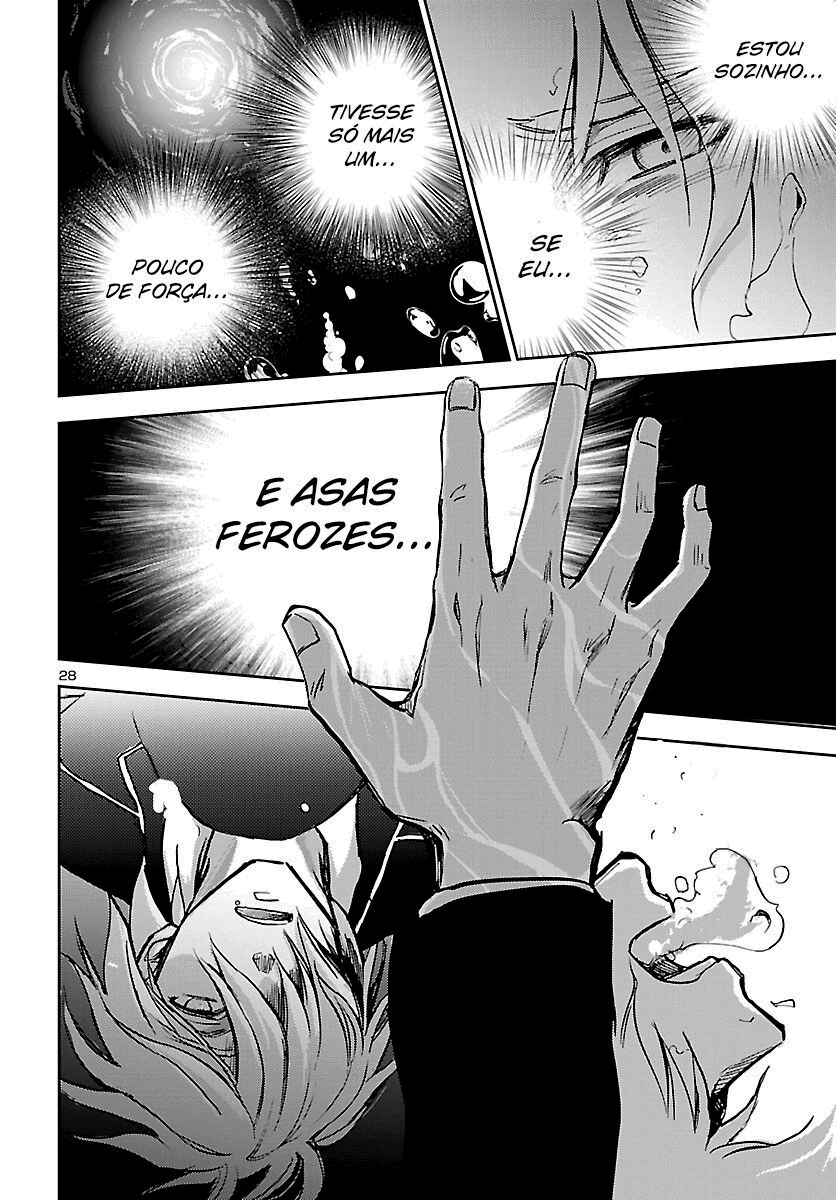 ESTOU
SOZINHO...
SE
EU...
TIVESSE
SÓ MAIS
UM...
POUCO
DE FORÇA...
E ASAS
FEROZES...
28